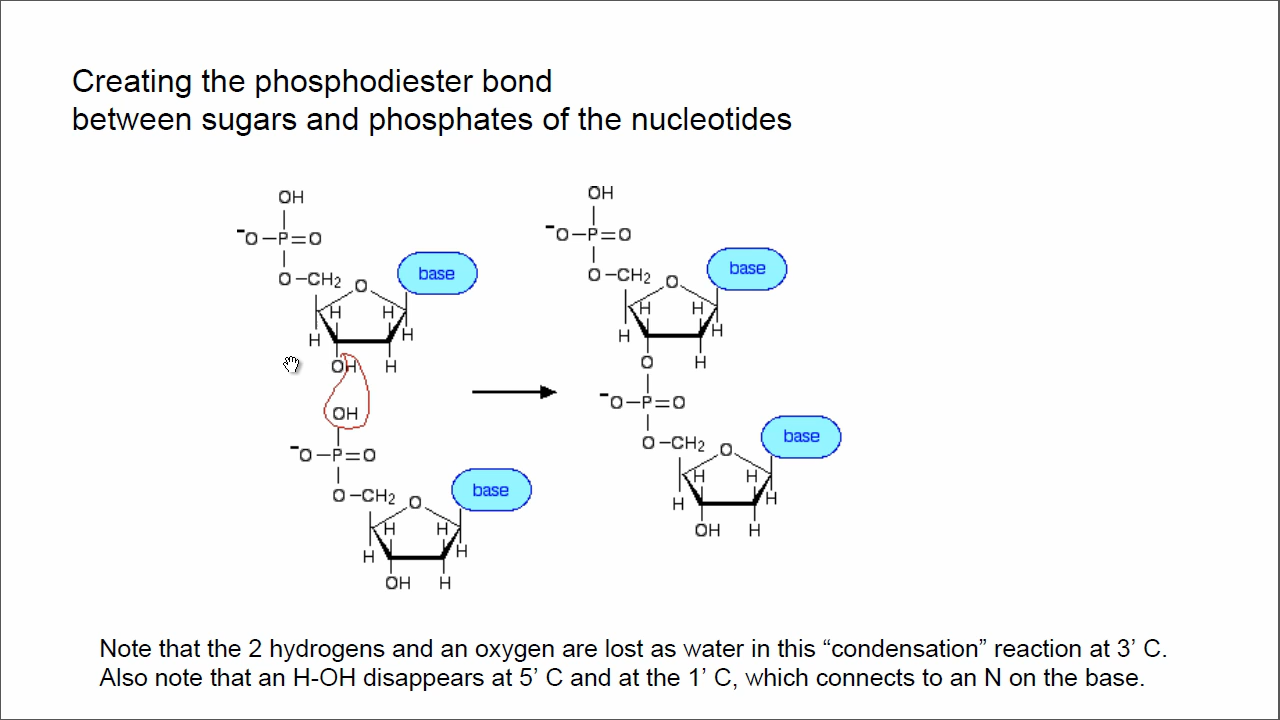 Creating the phosphodiester bond
between sugars and phosphates of the nucleotides
OH
⁻O–P=O
O–CH2 O
base
H H
H H
OH H
OH
⁻O–P=O
O–CH2 O
base
H H
H H
OH H
OH
⁻O–P=O
O–CH2 O
base
H H
H H
O H
⁻O–P=O
O–CH2 O
base
H H
H H
OH H
Note that the 2 hydrogens and an oxygen are lost as water in this “condensation” reaction at 3’ C.
Also note that an H-OH disappears at 5’ C and at the 1’ C, which connects to an N on the base.